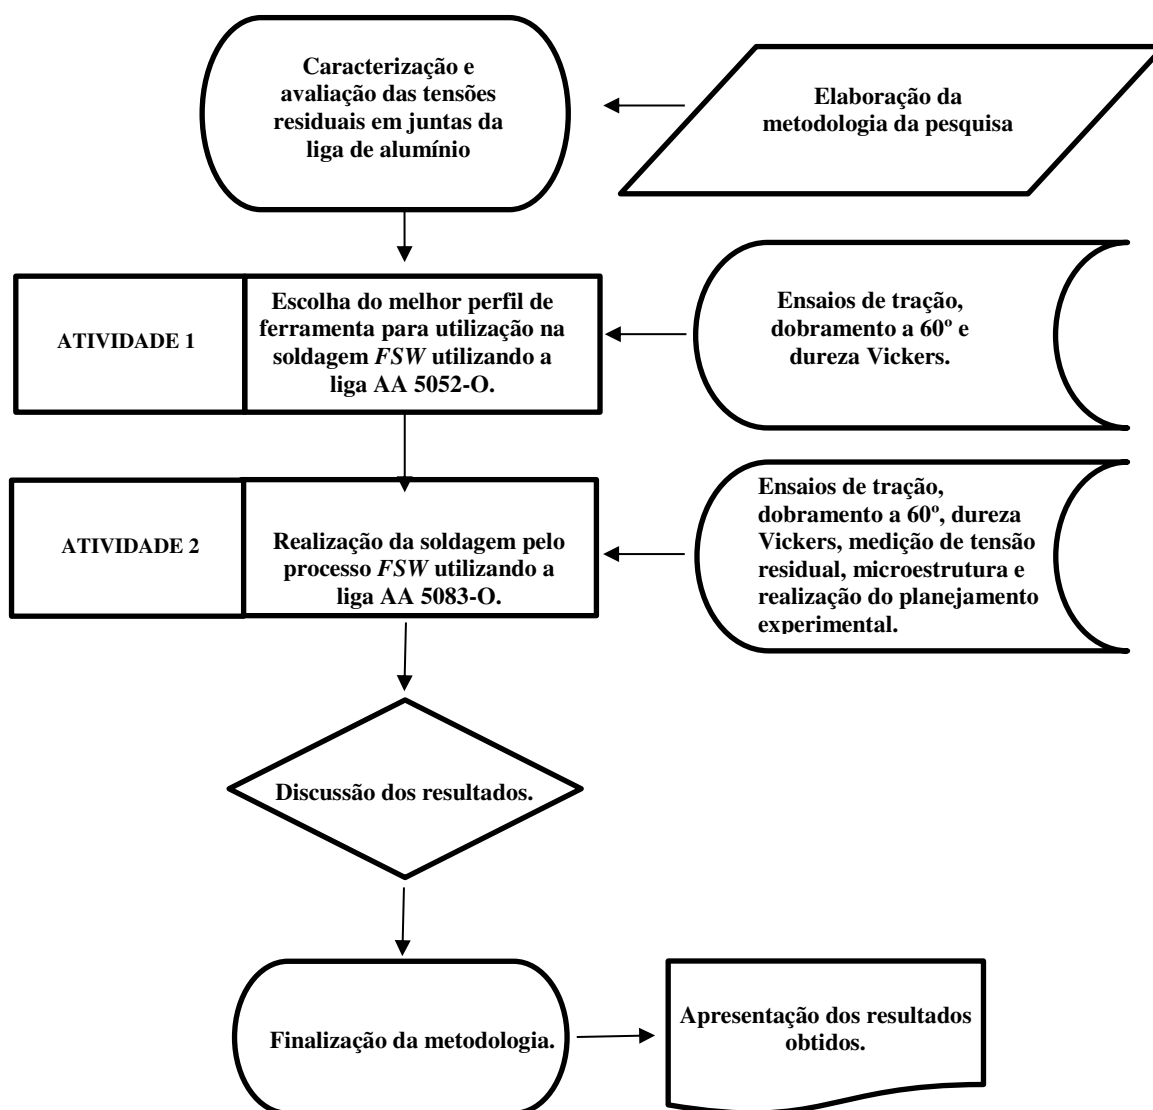 Caracterização e
avaliação das tensões
residuais em juntas da
liga de alumínio
Elaboração da
metodologia da pesquisa
ATIVIDADE 1
Escolha do melhor perfil de
ferramenta para utilização na
soldagem FSW utilizando a
liga AA 5052-O.
Ensaios de tração,
dobramento a 60º e
dureza Vickers.
ATIVIDADE 2
Realização da soldagem pelo
processo FSW utilizando a
liga AA 5083-O.
Ensaios de tração,
dobramento a 60º, dureza
Vickers, medição de tensão
residual, microestrutura e
realização do planejamento
experimental.
Discussão dos resultados.
Finalização da metodologia.
Apresentação dos resultados
obtidos.